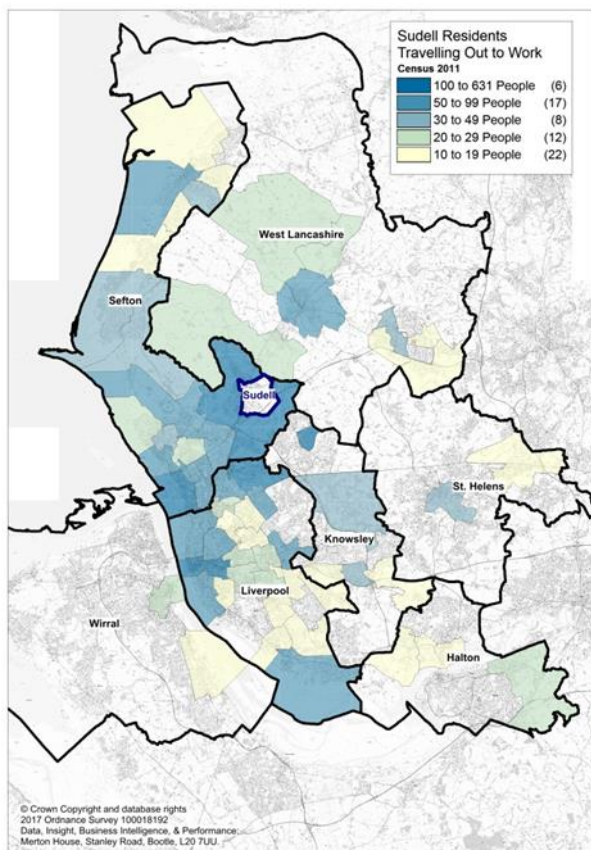 Sudell Residents
Travelling Out to Work
Census 2011
100 to 631 People (6)
50 to 99 People (17)
30 to 49 People (8)
20 to 29 People (12)
10 to 19 People (22)
West Lancashire
Sefton
Sudell
St. Helens
Knowsley
Liverpool
Wirral
Halton
© Crown Copyright and database rights
2017 Ordnance Survey 100018192
Data, Insight, Business Intelligence, & Performance,
Merton House, Stanley Road, Bootle, L20 7UU.